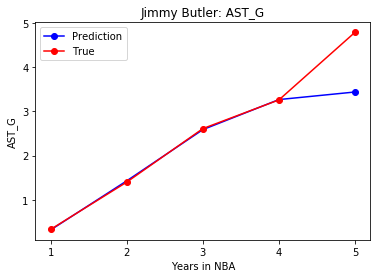 Jimmy Butler: AST_G
Prediction
True
AST_G
5
4
3
2
1
1 2 3 4 5
Years in NBA